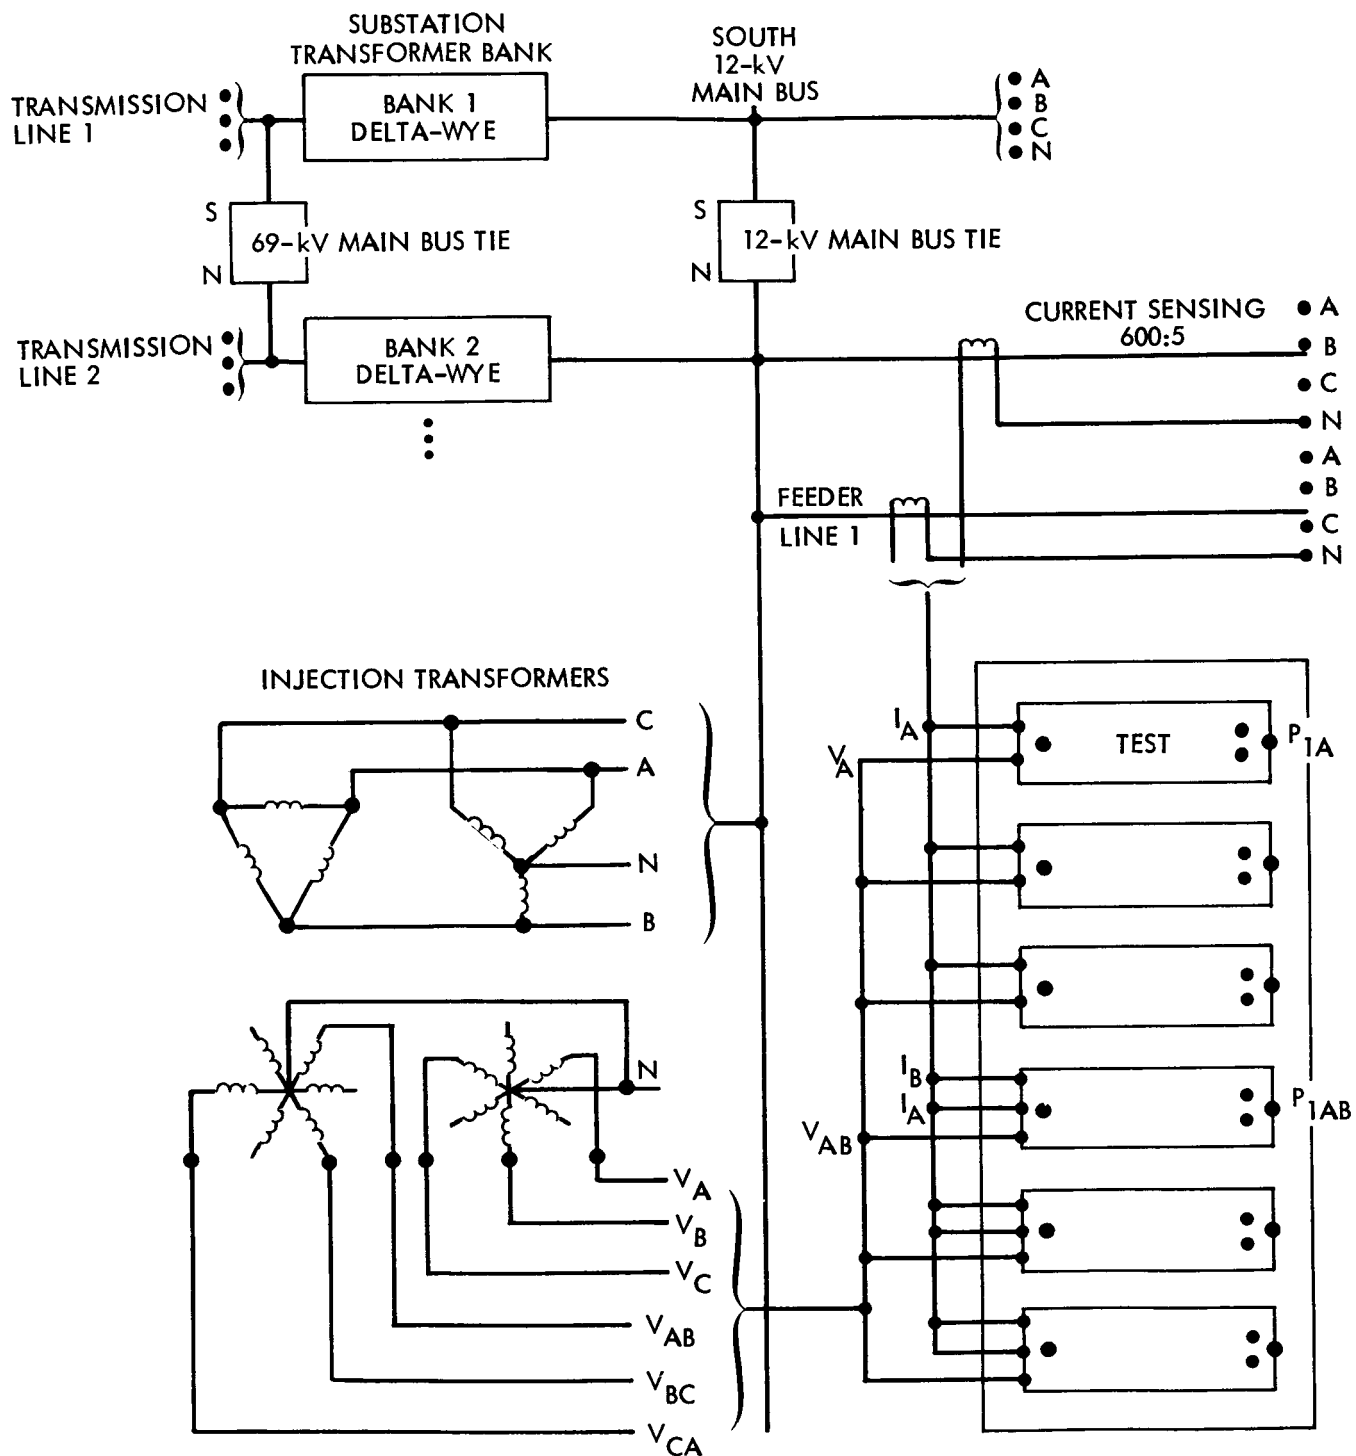 SUBSTATION
TRANSFORMER BANK
SOUTH
12-kV
MAIN BUS
TRANSMISSION
LINE 1
BANK 1
DELTA-WYE
A
B
C
N
S
69-kV MAIN BUS TIE
N
S
12-kV MAIN BUS TIE
N
TRANSMISSION
LINE 2
BANK 2
DELTA-WYE
CURRENT SENSING
600:5
A
B
C
N
A
B
C
N
FEEDER
LINE 1
INJECTION TRANSFORMERS
C
A
N
B
I_A
V_A
TEST
P_1A
I_B
I_A
V_AB
P_1AB
N
V_A
V_B
V_C
V_AB
V_BC
V_CA